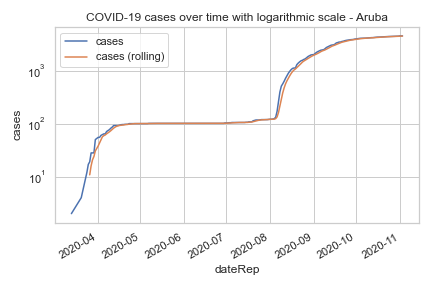 COVID-19 cases over time with logarithmic scale - Aruba
cases
cases (rolling)
10³
10²
10¹
cases
2020-04
2020-05
2020-06
2020-07
2020-08
2020-09
2020-10
2020-11
dateRep